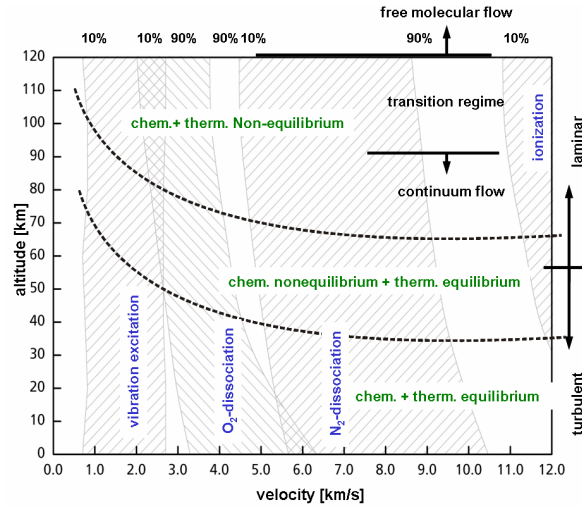 free molecular flow
10% 10% 90% 90% 10% 90% 10%
120
110
100
90
80
70
60
50
40
30
20
10
0
altitude [km]
chem.+ therm. Non-equilibrium
transition regime
continuum flow
ionization
laminar
chem. nonequilibrium + therm. equilibrium
vibration excitation
O₂-dissociation
N₂-dissociation
chem. + therm. equilibrium
turbulent
0.0 1.0 2.0 3.0 4.0 5.0 6.0 7.0 8.0 9.0 10.0 11.0 12.0
velocity [km/s]